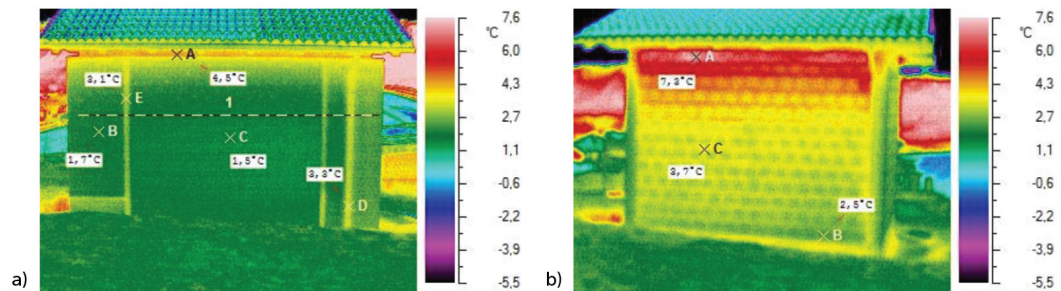 °C
7,6
6,0
4,3
2,7
1,1
-0,6
-2,2
-3,9
-5,5
A
4,5°C
3,1°C
E
1
B
C
1,7°C
1,5°C
3,3°C
D
a)
°C
7,6
6,0
4,3
2,7
1,1
-0,6
-2,2
-3,9
-5,5
A
7,3°C
C
3,7°C
2,5°C
B
b)